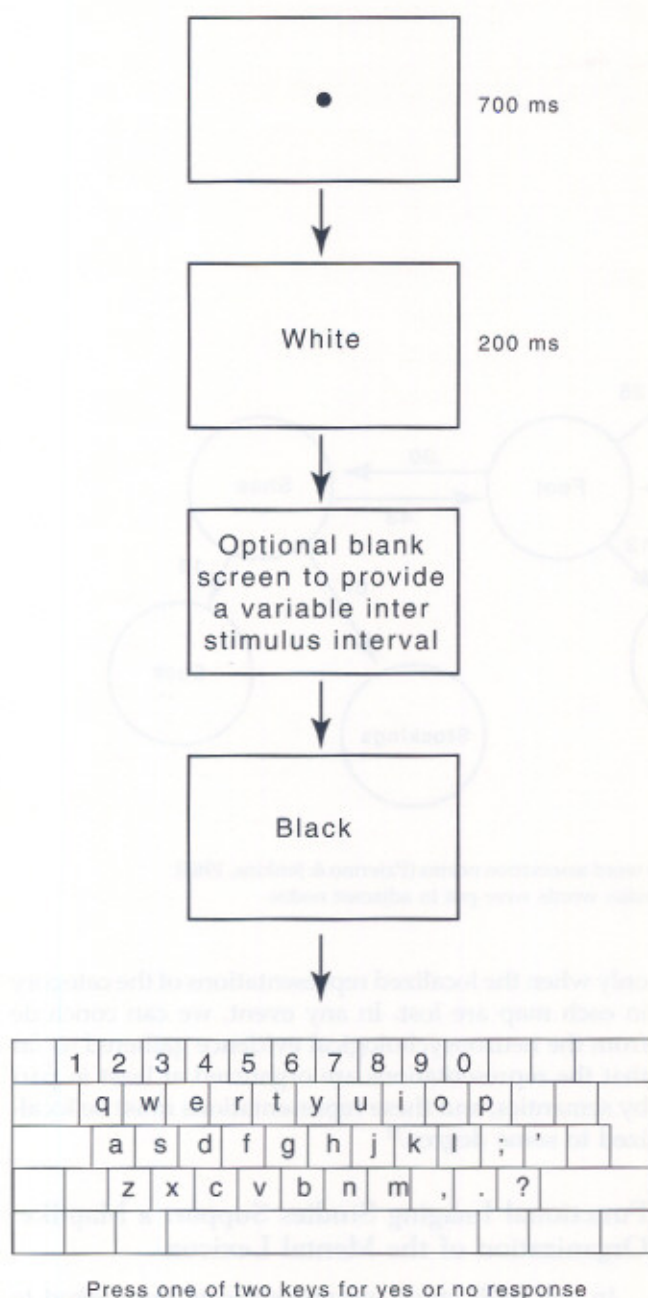 700 ms
White
200 ms
Optional blank
screen to provide
a variable inter
stimulus interval
Black
1 2 3 4 5 6 7 8 9 0
q w e r t y u i o p
a s d f g h j k ; '
z x c v b n m , . ?
Press one of two keys for yes or no response